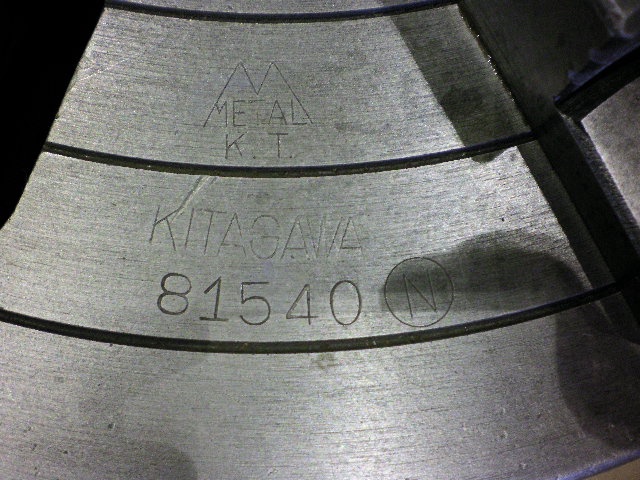 METAL
K. T.
KITAGAWA
81540 N